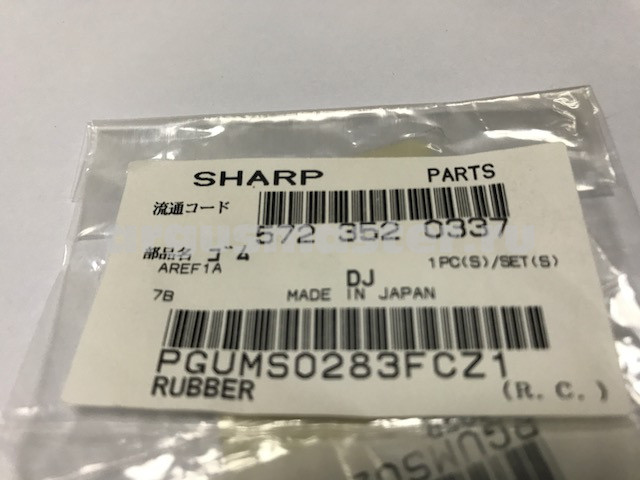 SHARP PARTS
流通コード
572 352 0337
部品名 ゴム
AREF1A 1PC(S)/SET(S)
DJ
7B MADE IN JAPAN
PGUMS0283FCZ1
RUBBER (R. C.)